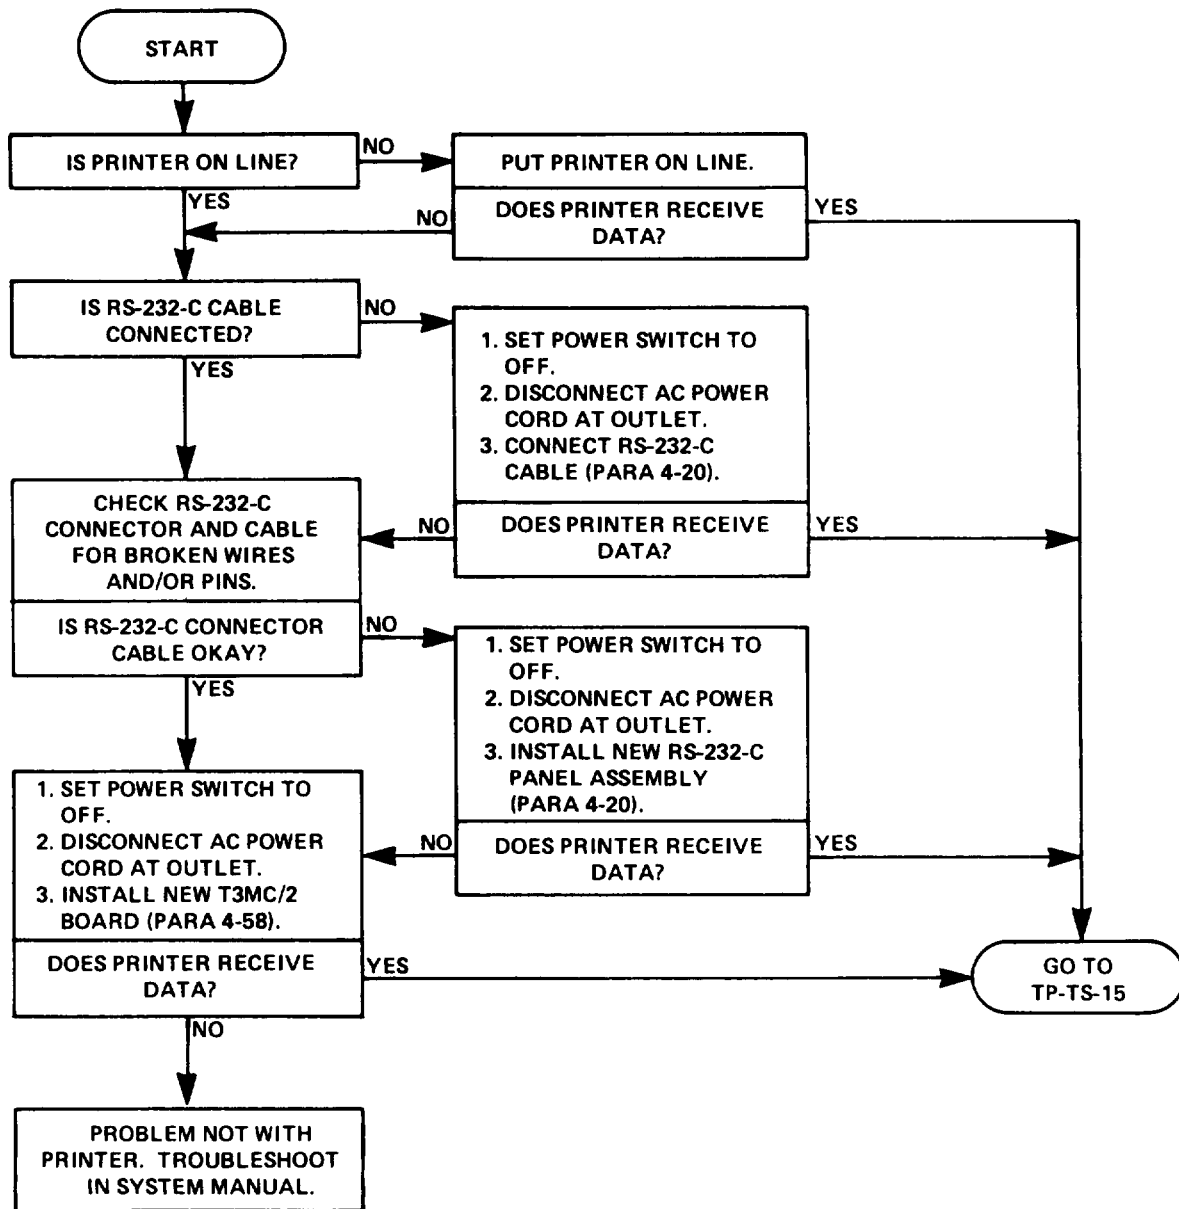 START
IS PRINTER ON LINE?
NO
PUT PRINTER ON LINE.
YES
NO
DOES PRINTER RECEIVE
DATA?
YES
IS RS-232-C CABLE
CONNECTED?
NO
YES
1. SET POWER SWITCH TO
OFF.
2. DISCONNECT AC POWER
CORD AT OUTLET.
3. CONNECT RS-232-C
CABLE (PARA 4-20).
CHECK RS-232-C
CONNECTOR AND CABLE
FOR BROKEN WIRES
AND/OR PINS.
NO
DOES PRINTER RECEIVE
DATA?
YES
IS RS-232-C CONNECTOR
CABLE OKAY?
NO
YES
1. SET POWER SWITCH TO
OFF.
2. DISCONNECT AC POWER
CORD AT OUTLET.
3. INSTALL NEW RS-232-C
PANEL ASSEMBLY
(PARA 4-20).
NO
DOES PRINTER RECEIVE
DATA?
YES
1. SET POWER SWITCH TO
OFF.
2. DISCONNECT AC POWER
CORD AT OUTLET.
3. INSTALL NEW T3MC/2
BOARD (PARA 4-58).
DOES PRINTER RECEIVE
DATA?
YES
GO TO
TP-TS-15
NO
PROBLEM NOT WITH
PRINTER. TROUBLESHOOT
IN SYSTEM MANUAL.